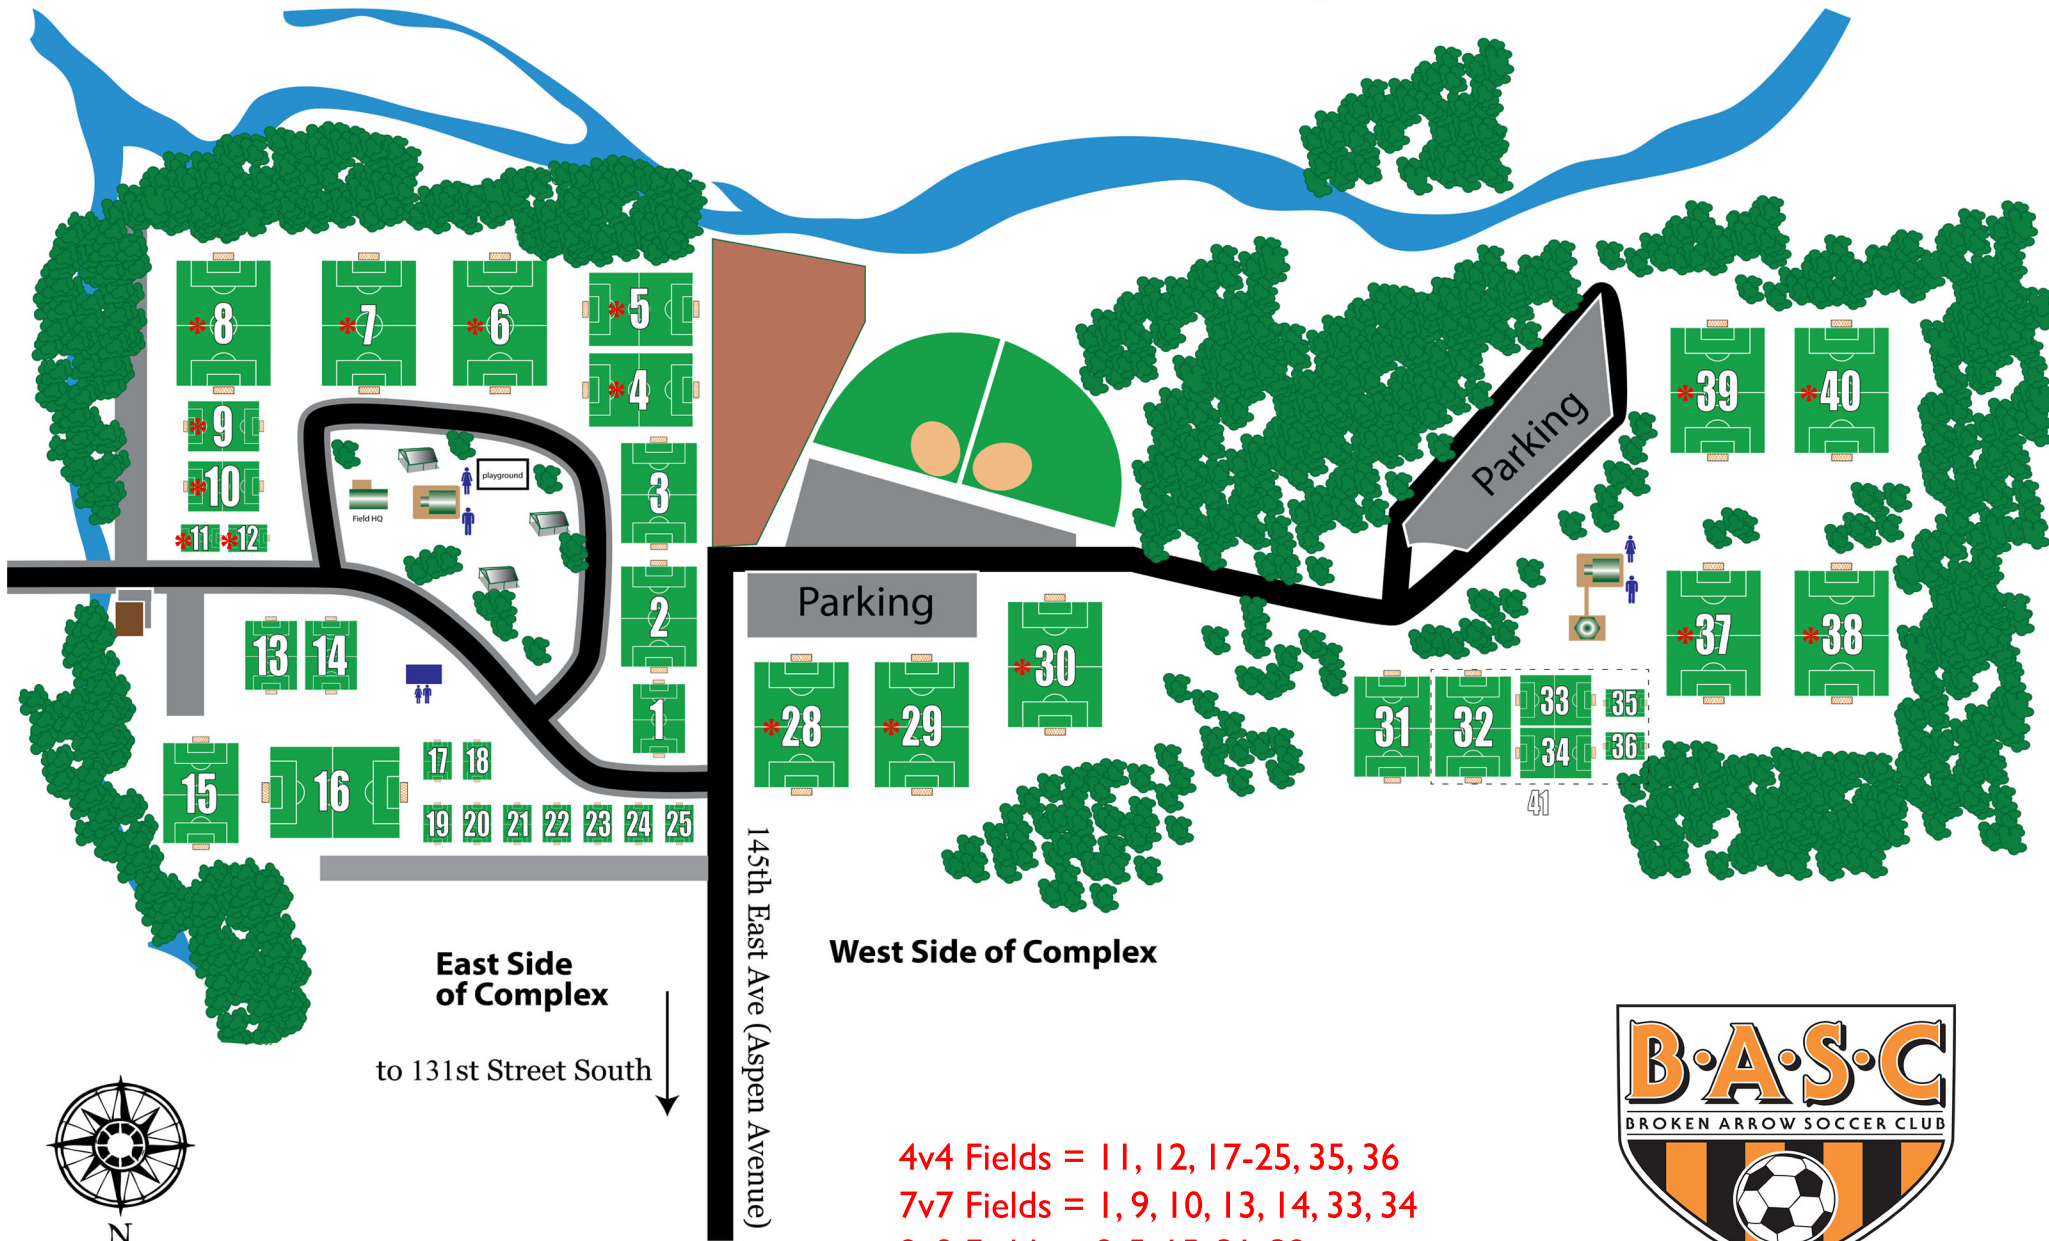 8
7
6
5
4
9
10
11
12
3
2
1
playground
Field HQ
13
14
15
16
17
18
19
20
21
22
23
24
25
Parking
28
29
30
Parking
39
40
37
38
31
32
33
34
35
36
41
145th East Ave (Aspen Avenue)
East Side
of Complex
to 131st Street South
West Side of Complex
N
4v4 Fields = 11, 12, 17-25, 35, 36
7v7 Fields = 1, 9, 10, 13, 14, 33, 34
B·A·S·C
BROKEN ARROW SOCCER CLUB